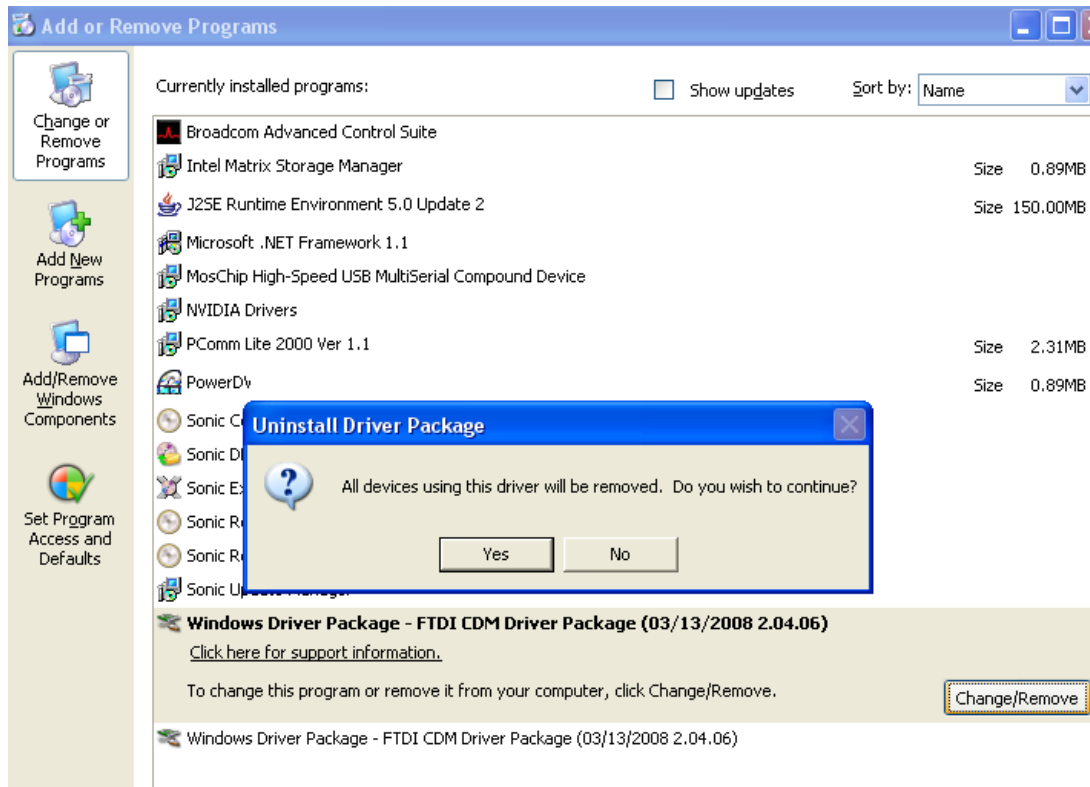 Add or Remove Programs
Change or
Remove
Programs
Add New
Programs
Add/Remove
Windows
Components
Set Program
Access and
Defaults
Currently installed programs: Show updates Sort by: Name
Broadcom Advanced Control Suite
Intel Matrix Storage Manager Size 0.89MB
J2SE Runtime Environment 5.0 Update 2 Size 150.00MB
Microsoft .NET Framework 1.1
MosChip High-Speed USB MultiSerial Compound Device
NVIDIA Drivers
PComm Lite 2000 Ver 1.1 Size 2.31MB
Size 0.89MB
Sonic
Sonic
Sonic
Sonic
Sonic
Sonic
Uninstall Driver Package
All devices using this driver will be removed. Do you wish to continue?
Yes No
Windows Driver Package - FTDI CDM Driver Package (03/13/2008 2.04.06)
Click here for support information.
To change this program or remove it from your computer, click Change/Remove.
Change/Remove
Windows Driver Package - FTDI CDM Driver Package (03/13/2008 2.04.06)